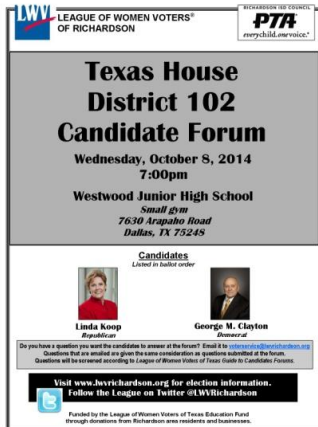 LWV
LEAGUE OF WOMEN VOTERS®
OF RICHARDSON
RICHARDSON ISD COUNCIL
PTA
everychild.onevoice.®
Texas House
District 102
Candidate Forum
Wednesday, October 8, 2014
7:00pm
Westwood Junior High School
Small gym
7630 Arapaho Road
Dallas, TX 75248
Candidates
Listed in ballot order
Linda Koop
Republican
George M. Clayton
Democrat
Do you have a question you want the candidates to answer at the forum? Email it to voterservice@lwvrichardson.org
Questions that are emailed are given the same consideration as questions submitted at the forum.
Questions will be screened according to League of Women Voters of Texas Guide to Candidates Forums.
Visit www.lwvrichardson.org for election information.
Follow the League on Twitter @LWVRichardson
Funded by the League of Women Voters of Texas Education Fund
through donations from Richardson area residents and businesses.